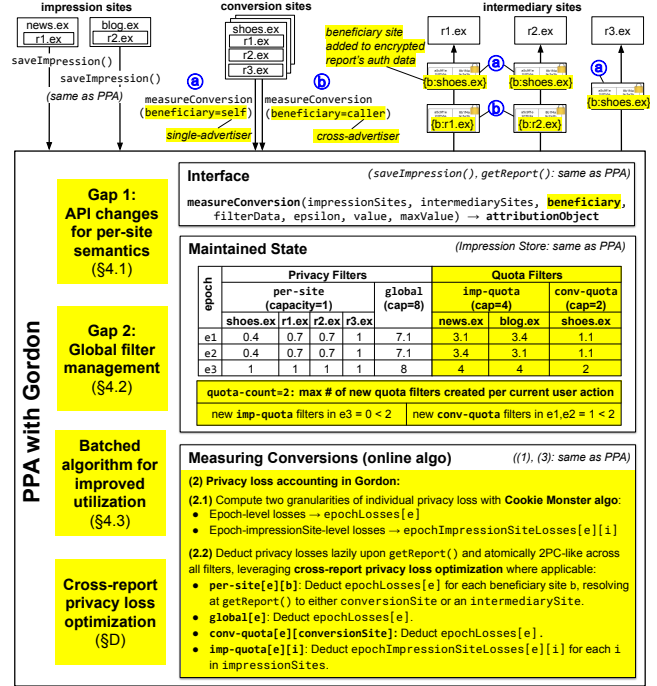 impression sites
conversion sites
intermediary sites
news.ex
r1.ex
blog.ex
r2.ex
shoes.ex
r1.ex
r2.ex
r3.ex
beneficiary site
added to encrypted
report's auth data
r1.ex
r2.ex
r3.ex
saveImpression()
saveImpression()
(same as PPA)
a
measureConversion
(beneficiary=self)
single-advertiser
b
measureConversion
(beneficiary=caller)
cross-advertiser
a
a
{b:shoes.ex}
{b:shoes.ex}
{b:shoes.ex}
b
{b:r1.ex}
{b:r2.ex}
PPA with Gordon
Gap 1:
API changes
for per-site
semantics
(§4.1)
Gap 2:
Global filter
management
(§4.2)
Batched
algorithm for
improved
utilization
(§4.3)
Cross-report
privacy loss
optimization
(§D)
Interface
(saveImpression(), getReport(): same as PPA)
measureConversion(impressionSites, intermediarySites, beneficiary,
filterData, epsilon, value, maxValue) → attributionObject
Maintained State
(Impression Store: same as PPA)
epoch
Privacy Filters
Quota Filters
per-site
(capacity=1)
global
(cap=8)
imp-quota
(cap=4)
conv-quota
(cap=2)
shoes.ex r1.ex r2.ex r3.ex news.ex blog.ex shoes.ex
e1 0.4 0.7 0.7 1 7.1 3.1 3.4 1.1
e2 0.4 0.7 0.7 1 7.1 3.4 3.1 1.1
e3 1 1 1 1 8 4 4 2
quota-count=2: max # of new quota filters created per current user action
new imp-quota filters in e3 = 0 < 2
new conv-quota filters in e1,e2 = 1 < 2
Measuring Conversions (online algo)
((1), (3): same as PPA)
(2) Privacy loss accounting in Gordon:
(2.1) Compute two granularities of individual privacy loss with Cookie Monster algo:
● Epoch-level losses → epochLosses[e]
● Epoch-impressionSite-level losses → epochImpressionSiteLosses[e][i]
(2.2) Deduct privacy losses lazily upon getReport() and atomically 2PC-like across
all filters, leveraging cross-report privacy loss optimization where applicable:
● per-site[e][b]: Deduct epochLosses[e] for each beneficiary site b, resolving
at getReport() to either conversionSite or an intermediarySite.
● global[e]: Deduct epochLosses[e].
● conv-quota[e][conversionSite]: Deduct epochLosses[e].
● imp-quota[e][i]: Deduct epochImpressionSiteLosses[e][i] for each i
in impressionSites.